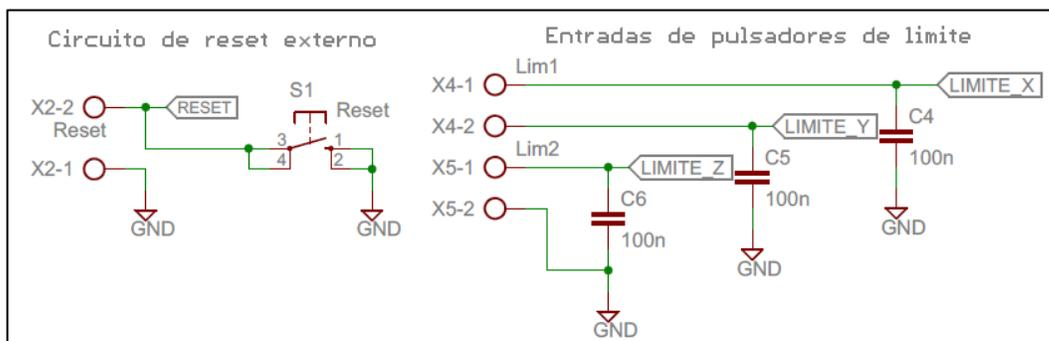 Circuito de reset externo
X2-2
Reset
RESET
S1
Reset
3
1
4
2
X2-1
GND
GND
Entradas de pulsadores de limite
Lim1
X4-1
LIMITE_X
C4
100n
GND
X4-2
LIMITE_Y
C5
100n
GND
Lim2
X5-1
LIMITE_Z
C6
100n
X5-2
GND